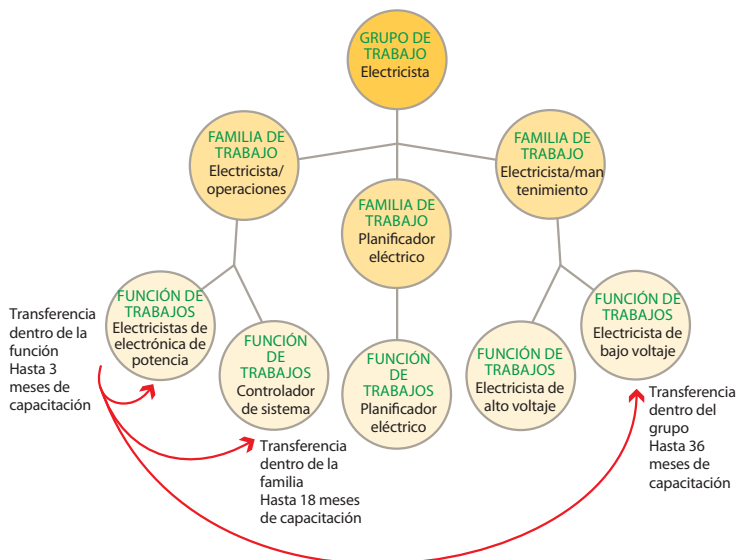 GRUPO DE
TRABAJO
Electricista
FAMILIA DE
TRABAJO
Electricista/
operaciones
FAMILIA DE
TRABAJO
Planificador
eléctrico
FAMILIA DE
TRABAJO
Electricista/man
tenimiento
Transferencia
dentro de la
función
Hasta 3
meses de
capacitación
FUNCIÓN DE
TRABAJOS
Electricistas de
electrónica de
potencia
FUNCIÓN
DE
TRABAJOS
Controlador
de sistema
FUNCIÓN
DE
TRABAJOS
Planificador
eléctrico
FUNCIÓN DE
TRABAJOS
Electricista de
alto voltaje
FUNCIÓN DE
TRABAJOS
Electricista de
bajo voltaje
Transferencia
dentro de la
familia
Hasta 18 meses
de capacitación
Transferencia
dentro del
grupo
Hasta 36
meses de
capacitación